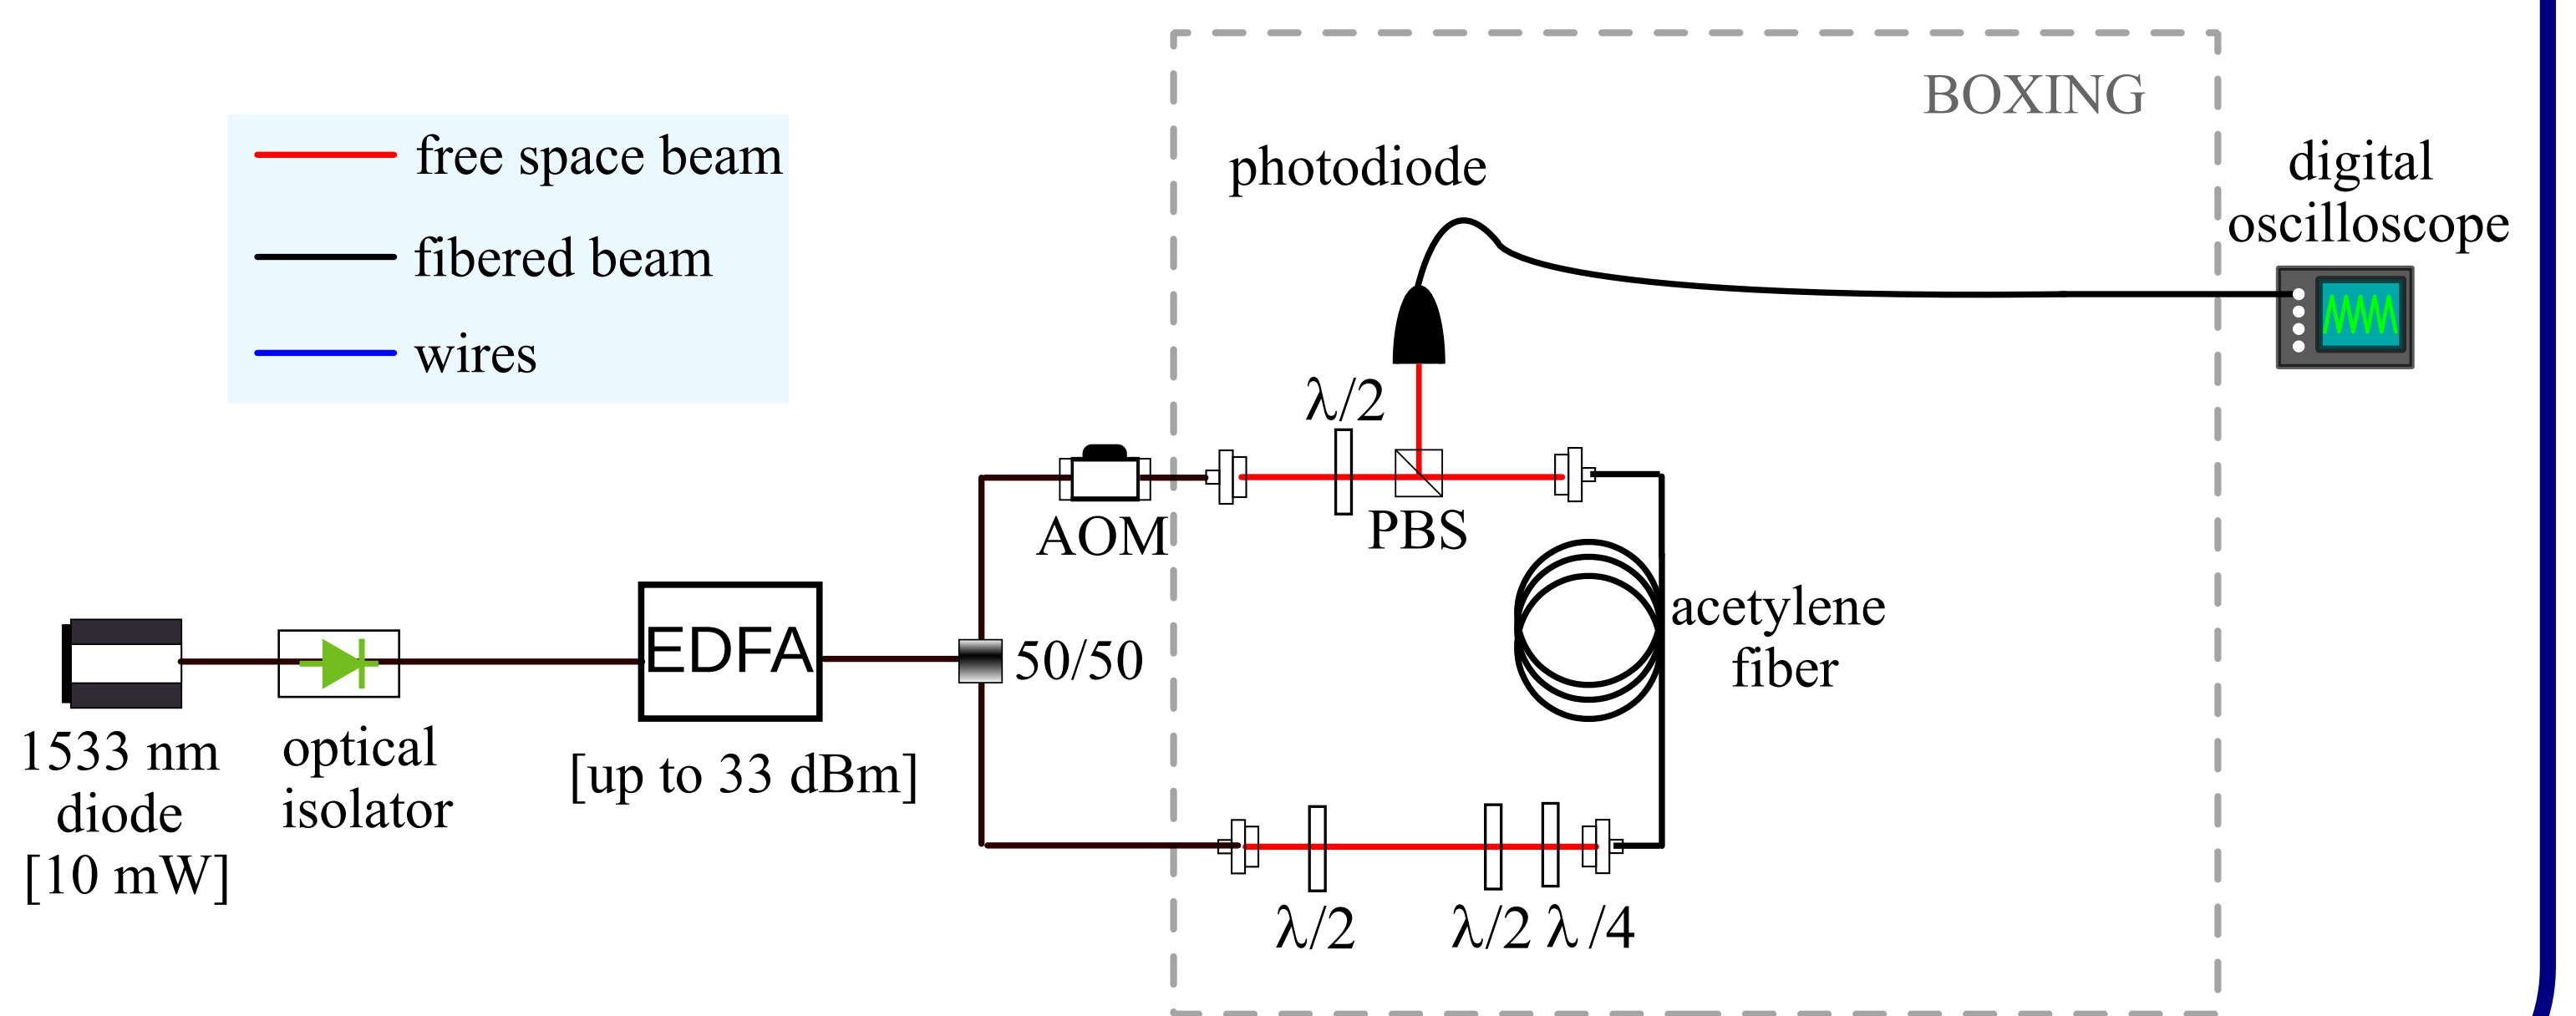 BOXING
free space beam
fibered beam
wires
photodiode
digital
oscilloscope
λ/2
AOM
PBS
EDFA
50/50
acetylene
fiber
1533 nm
diode
[10 mW]
optical
isolator
[up to 33 dBm]
λ/2
λ/2 λ /4